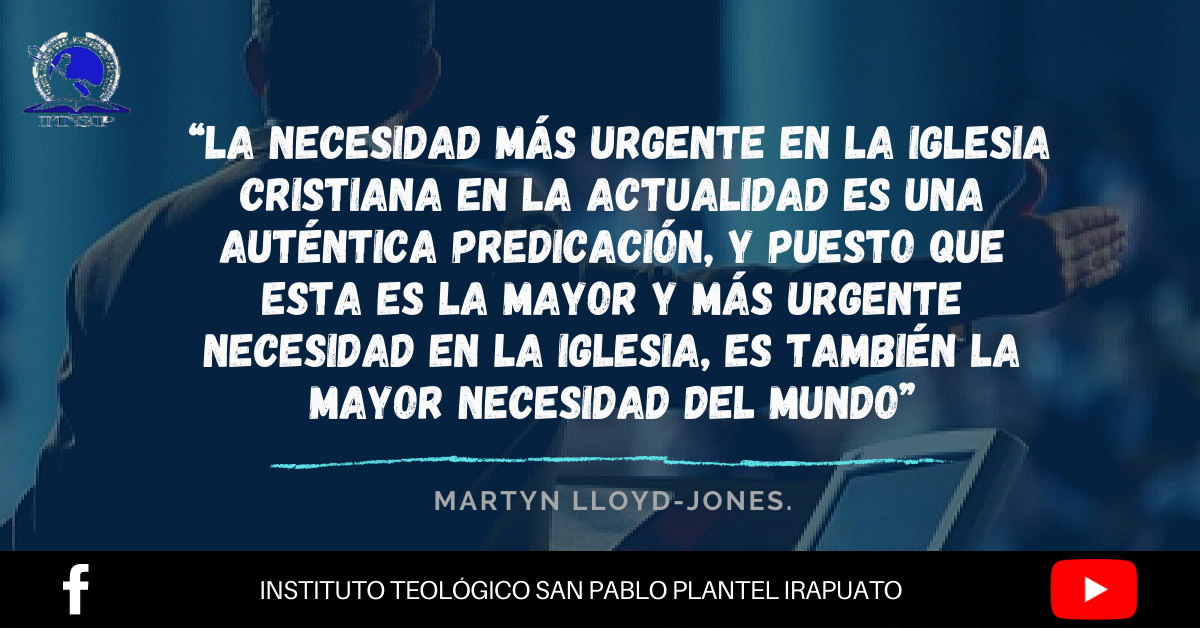 ITSP
“LA NECESIDAD MÁS URGENTE EN LA IGLESIA
CRISTIANA EN LA ACTUALIDAD ES UNA
AUTÉNTICA PREDICACIÓN, Y PUESTO QUE
ESTA ES LA MAYOR Y MÁS URGENTE
NECESIDAD EN LA IGLESIA, ES TAMBIÉN LA
MAYOR NECESIDAD DEL MUNDO”
MARTYN LLOYD-JONES.
INSTITUTO TEOLÓGICO SAN PABLO PLANTEL IRAPUATO